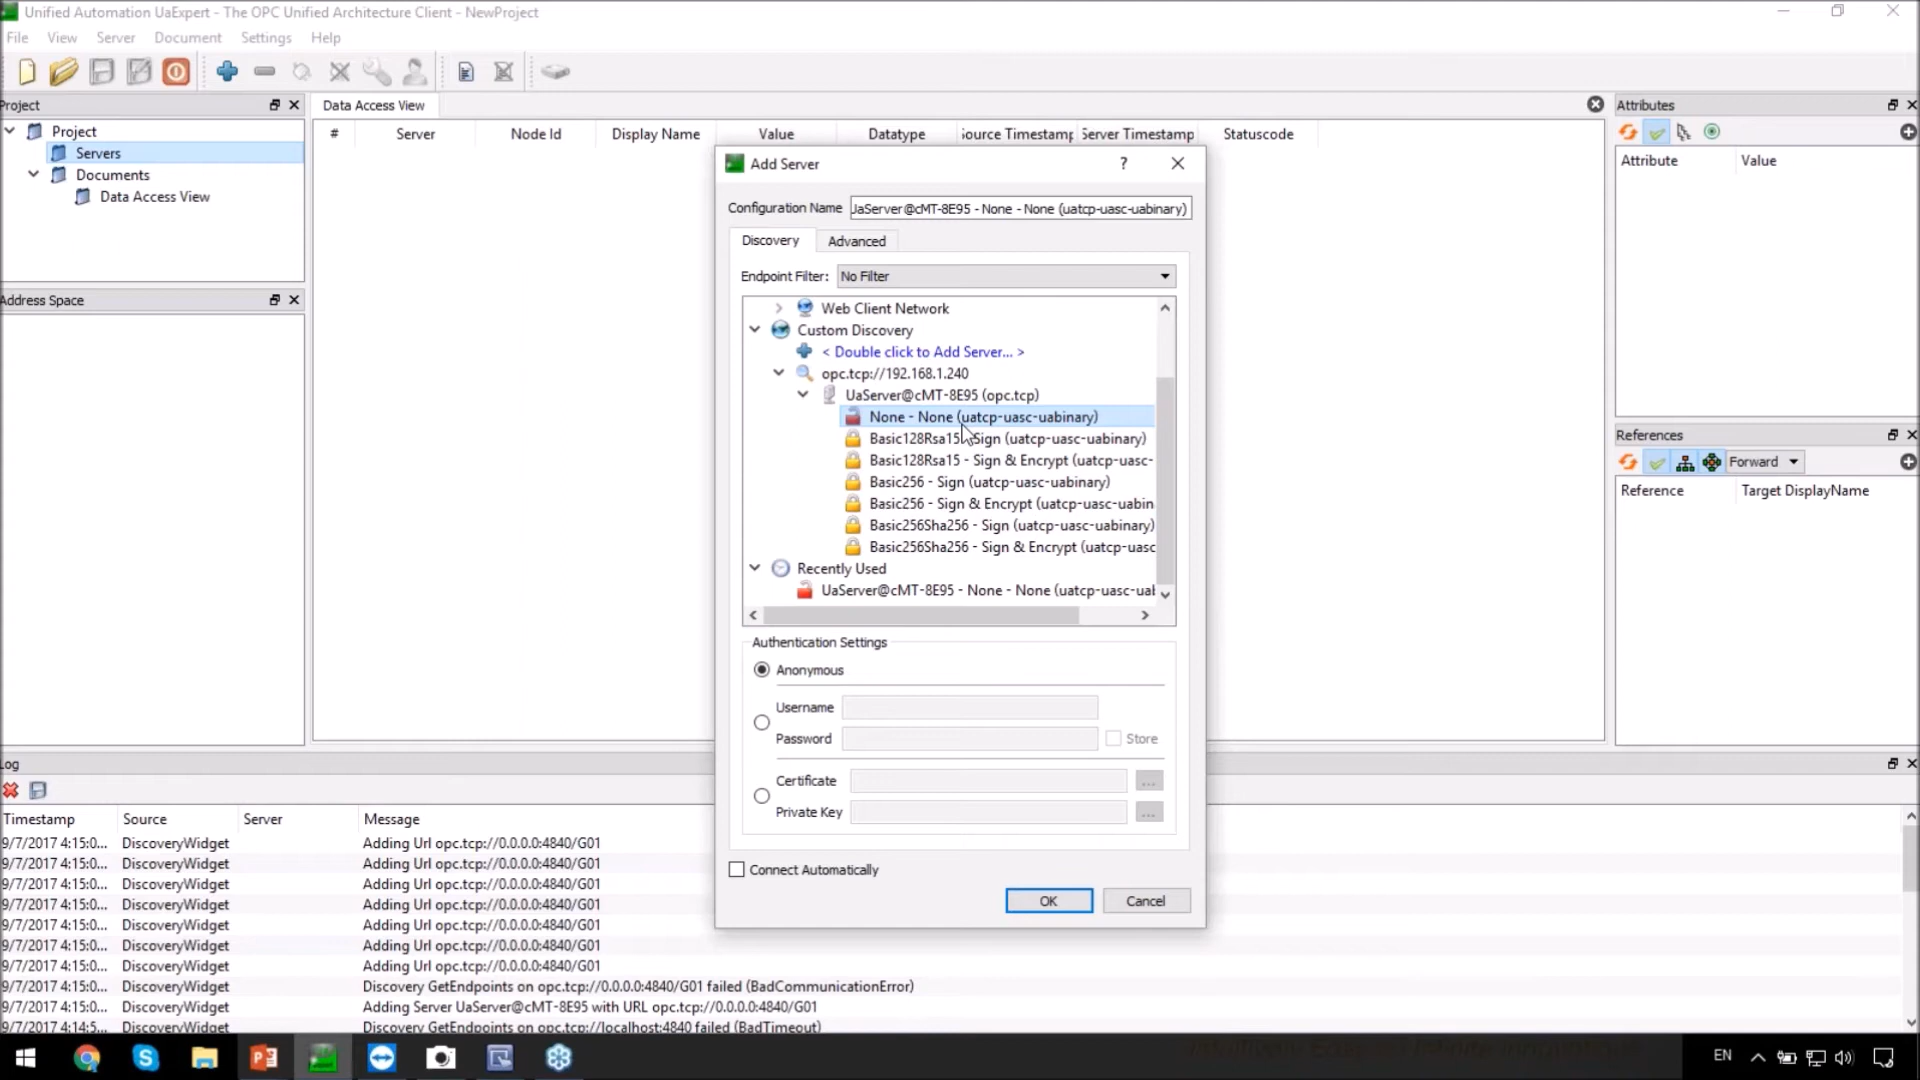 Unified Automation UaExpert - The OPC Unified Architecture Client - NewProject
File View Server Document Settings Help
Project
Project
Servers
Documents
Data Access View
Address Space
Data Access View
# Server Node Id Display Name Value Datatype Source Timestamp Server Timestamp Statuscode
Add Server
?
Configuration Name UaServer@cMT-8E95 - None - None (uatcp-uasc-uabinary)
Discovery Advanced
Endpoint Filter: No Filter
Web Client Network
Custom Discovery
< Double click to Add Server... >
opc.tcp://192.168.1.240
UaServer@cMT-8E95 (opc.tcp)
None - None (uatcp-uasc-uabinary)
Basic128Rsa15 - Sign (uatcp-uasc-uabinary)
Basic128Rsa15 - Sign & Encrypt (uatcp-uasc-
Basic256 - Sign (uatcp-uasc-uabinary)
Basic256 - Sign & Encrypt (uatcp-uasc-uabin
Basic256Sha256 - Sign (uatcp-uasc-uabinary)
Basic256Sha256 - Sign & Encrypt (uatcp-uasc
Recently Used
UaServer@cMT-8E95 - None - None (uatcp-uasc-uab
Authentication Settings
Anonymous
Username
Password
Store
Certificate ...
Private Key ...
Connect Automatically
OK Cancel
Attributes
Attribute Value
References
Forward
Reference Target DisplayName
Log
Timestamp Source Server Message
9/7/2017 4:15:0... DiscoveryWidget Adding Url opc.tcp://0.0.0.0:4840/G01
9/7/2017 4:15:0... DiscoveryWidget Adding Url opc.tcp://0.0.0.0:4840/G01
9/7/2017 4:15:0... DiscoveryWidget Adding Url opc.tcp://0.0.0.0:4840/G01
9/7/2017 4:15:0... DiscoveryWidget Adding Url opc.tcp://0.0.0.0:4840/G01
9/7/2017 4:15:0... DiscoveryWidget Adding Url opc.tcp://0.0.0.0:4840/G01
9/7/2017 4:15:0... DiscoveryWidget Adding Url opc.tcp://0.0.0.0:4840/G01
9/7/2017 4:15:0... DiscoveryWidget Adding Url opc.tcp://0.0.0.0:4840/G01
9/7/2017 4:15:0... DiscoveryWidget Discovery GetEndpoints on opc.tcp://0.0.0.0:4840/G01 failed (BadCommunicationError)
9/7/2017 4:15:0... DiscoveryWidget Adding Server UaServer@cMT-8E95 with URL opc.tcp://0.0.0.0:4840/G01
9/7/2017 4:14:5... DiscoveryWidget Discovery GetEndpoints on opc.tcp://localhost:4840 failed (BadTimeout)
EN